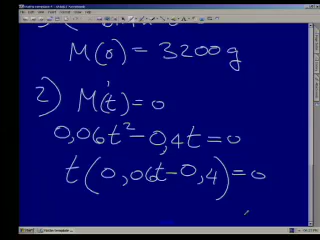 M(0) = 3200 g
2) M'(t) = 0
0,06t² - 0,4t = 0
t(0,06t - 0,4) = 0